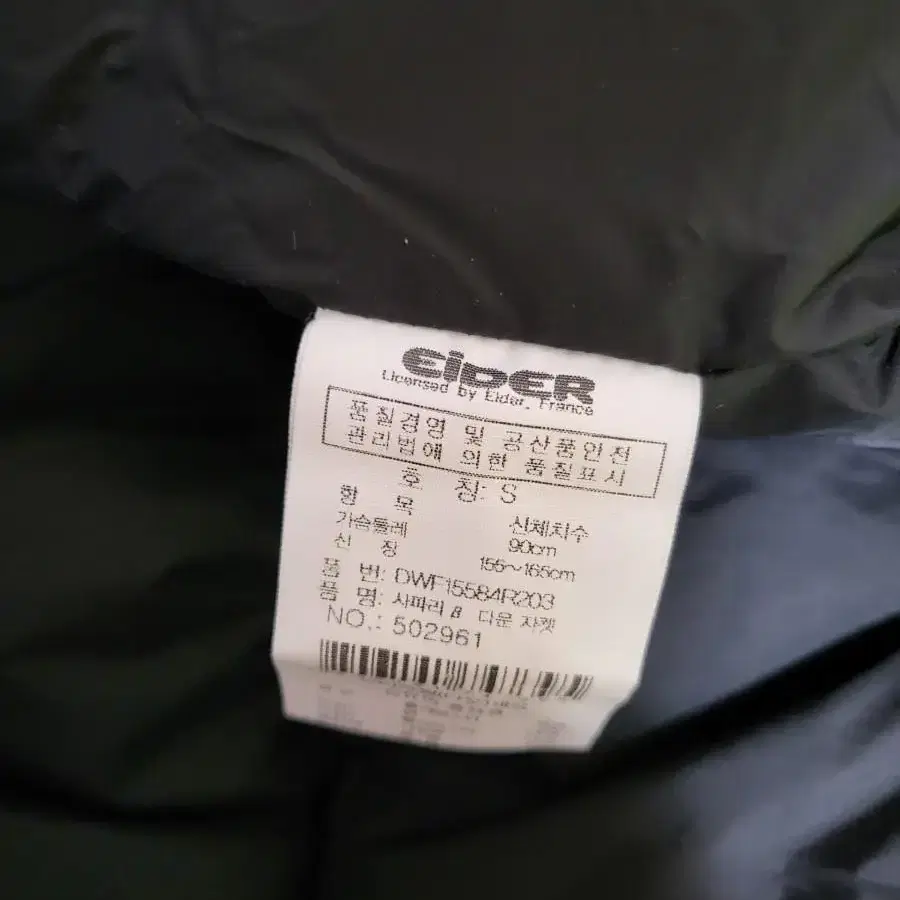 EIDER
Licensed by Eider, France
품질경영 및 공산품안전
관리법에 의한 품질표시
호 칭: S
항 목 신체치수
가슴둘레 90cm
신 장 155~165cm
품 번: DWF15584R203
품 명: 사파리 다운 자켓
NO.: 502961